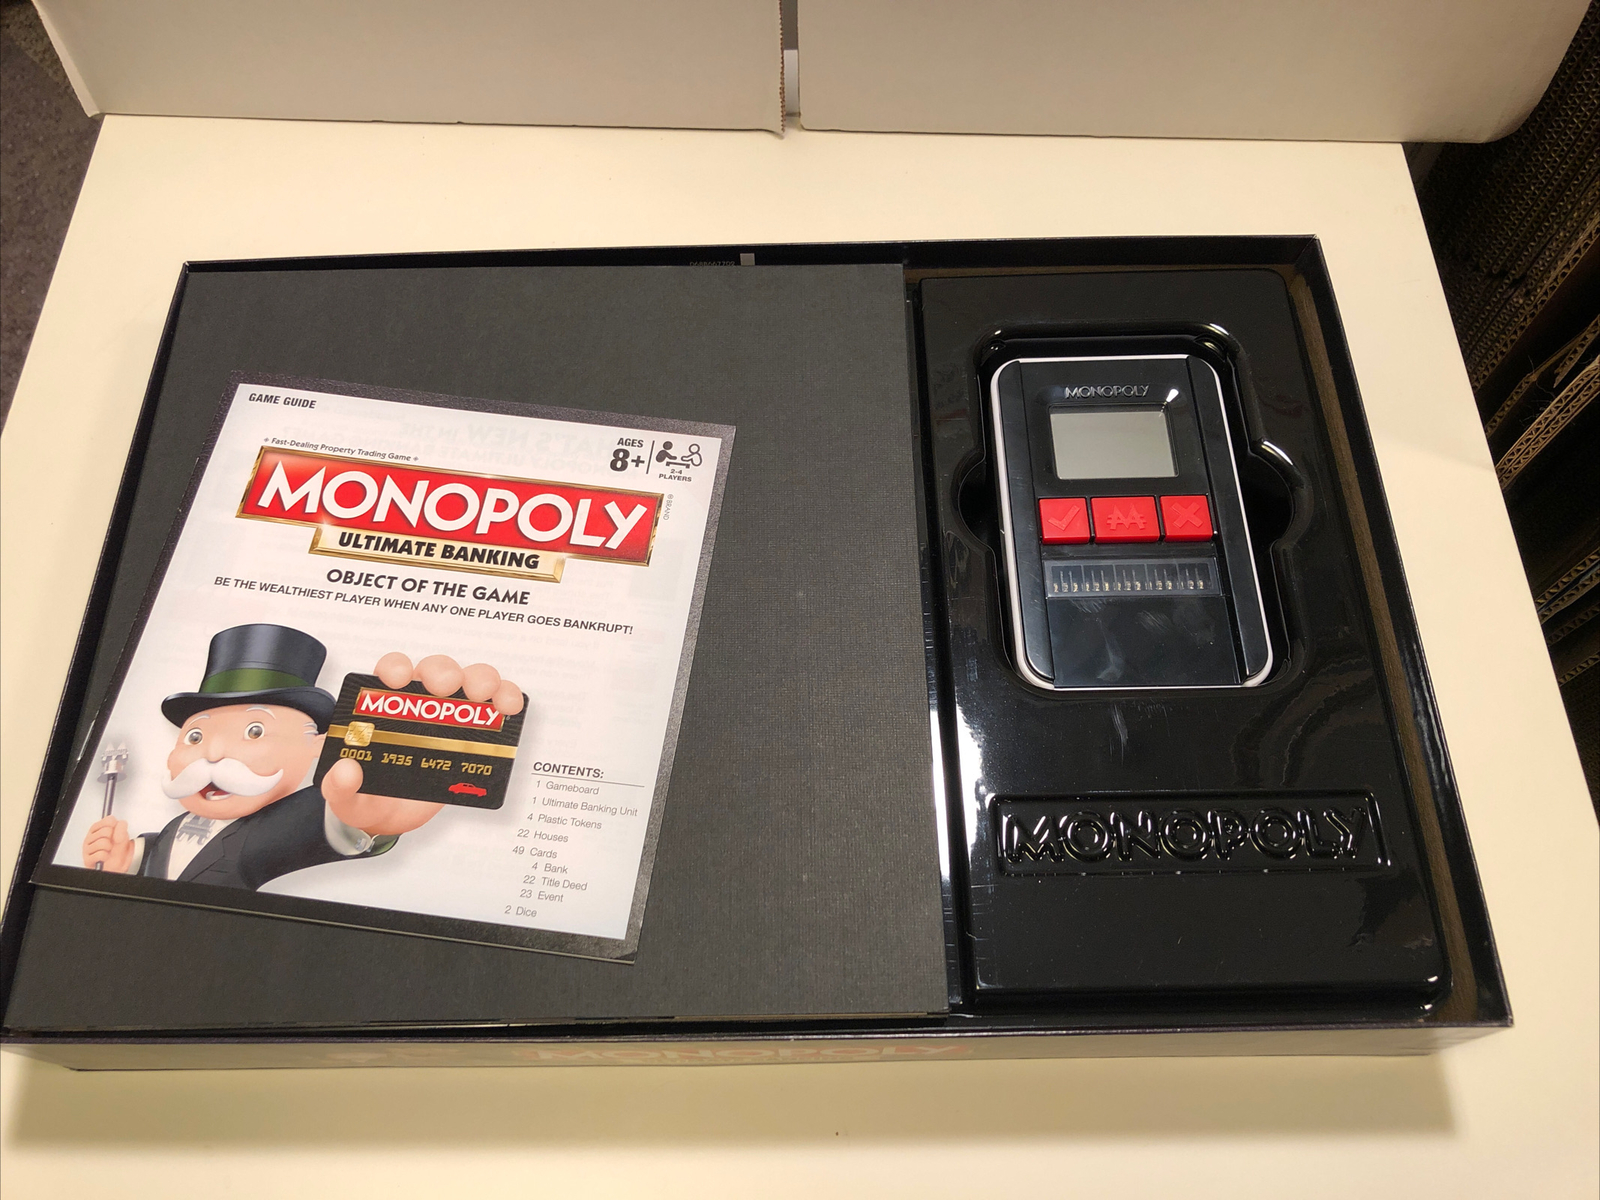 GAME GUIDE
+ Fast-Dealing Property Trading Game +
AGES
8+
2-4
PLAYERS
MONOPOLY
® BRAND
ULTIMATE BANKING
OBJECT OF THE GAME
BE THE WEALTHIEST PLAYER WHEN ANY ONE PLAYER GOES BANKRUPT!
MONOPOLY
0001 1935 6472 7070
CONTENTS:
1 Gameboard
1 Ultimate Banking Unit
4 Plastic Tokens
22 Houses
49 Cards
4 Bank
22 Title Deed
23 Event
2 Dice
MONOPOLY
MONOPOLY
MONOPOLY